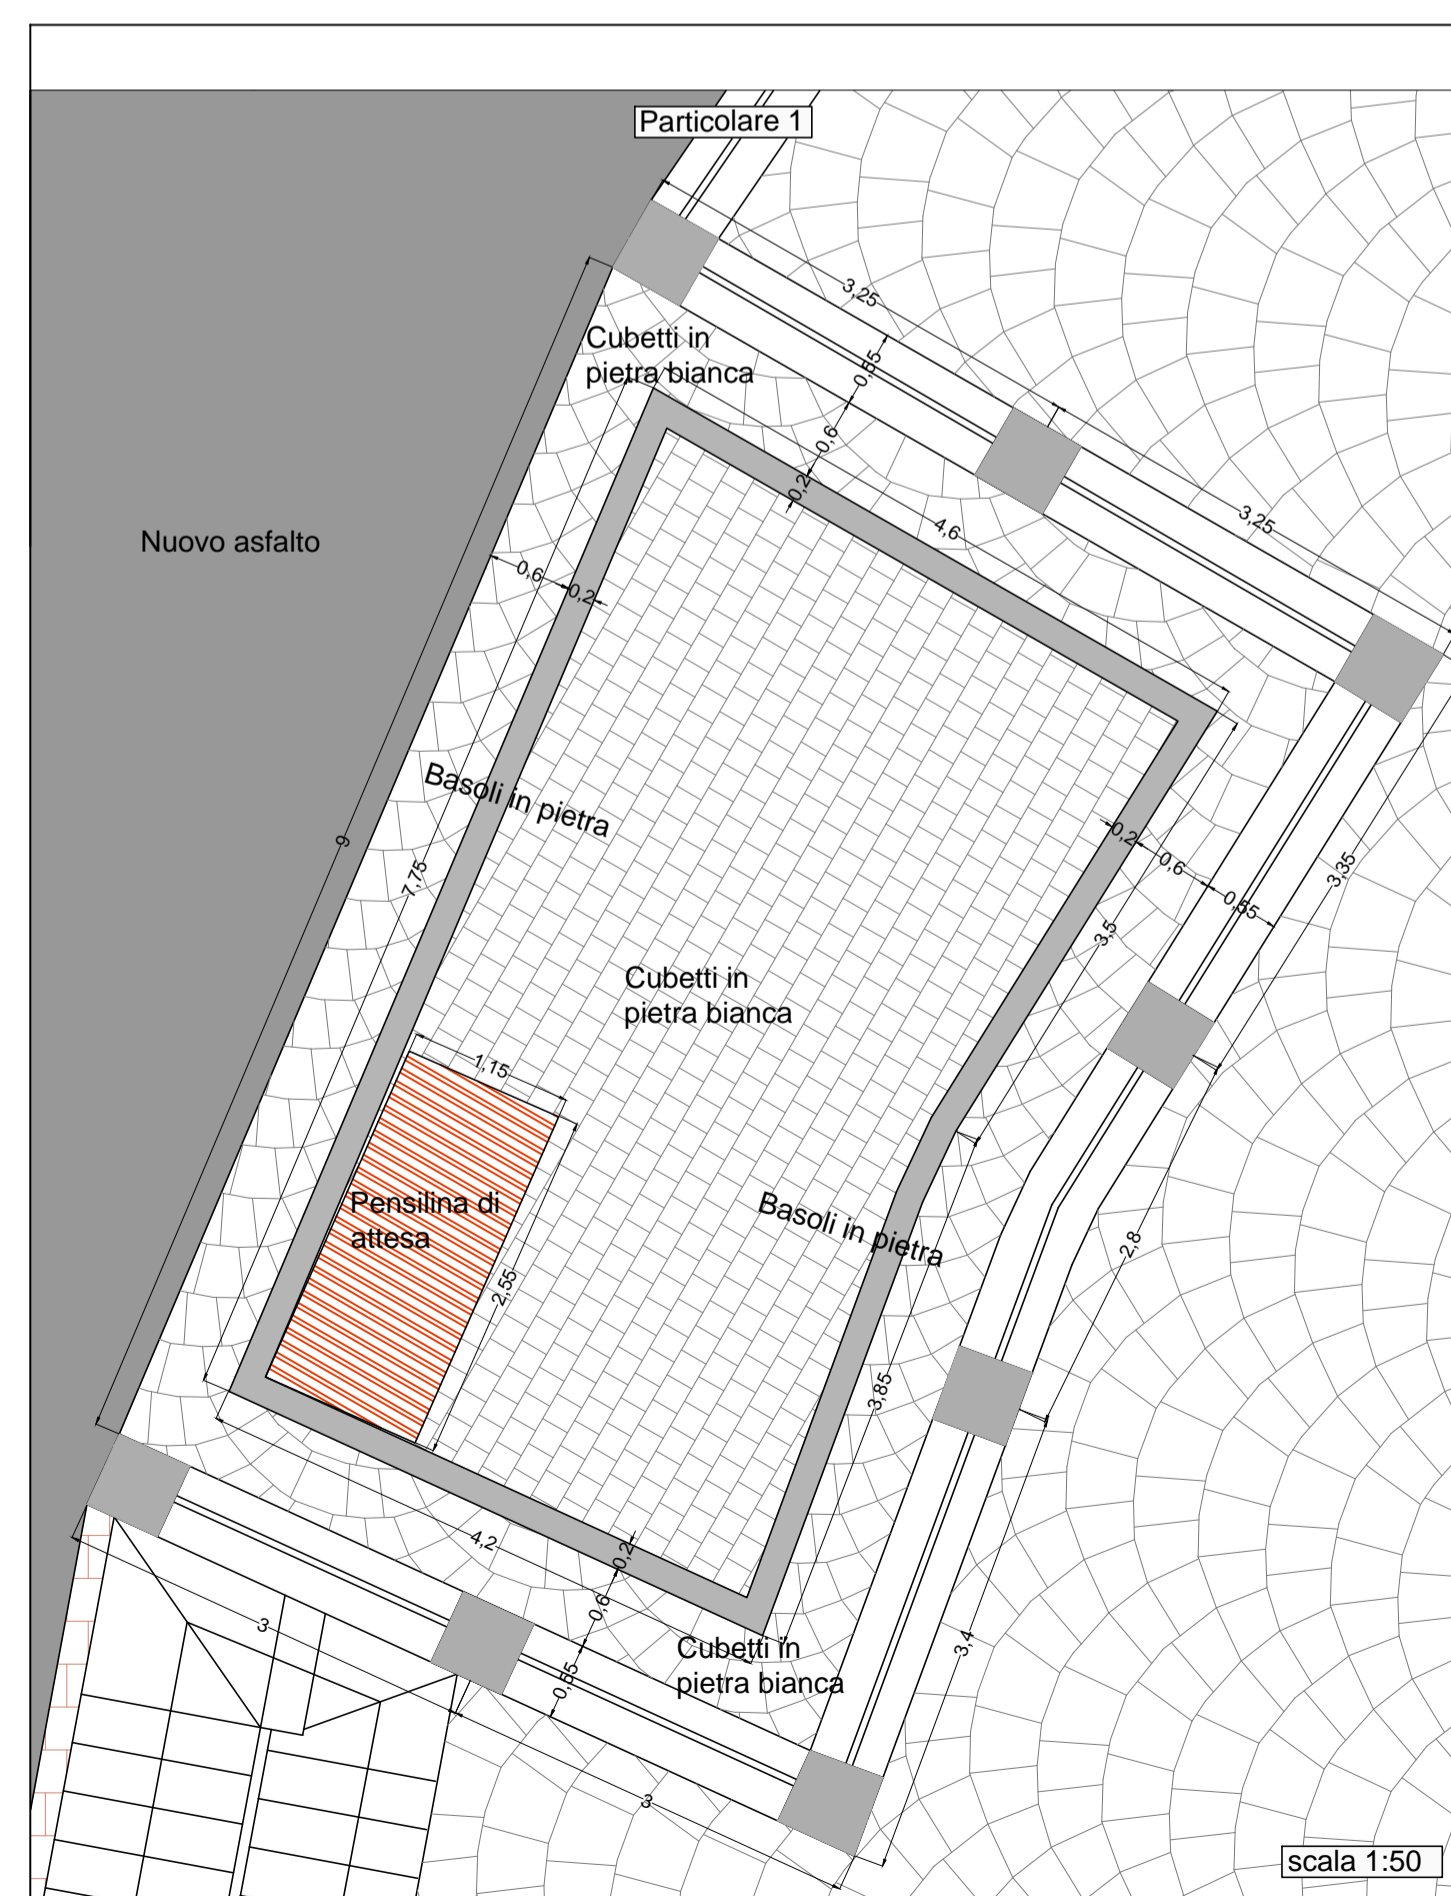 Particolare 1
3,25
Cubetti in
pietra bianca
0,55
0,6
0,2
4,6
3,25
Nuovo asfalto
0,6
0,2
Basoli in pietra
9
7,75
0,2
0,6
0,55
3,35
3,5
Cubetti in
pietra bianca
1,15
Pensilina di
attesa
2,55
Basoli in pietra
2,8
3,85
4,2
0,2
0,6
0,55
3
Cubetti in
pietra bianca
3,4
3
scala 1:50